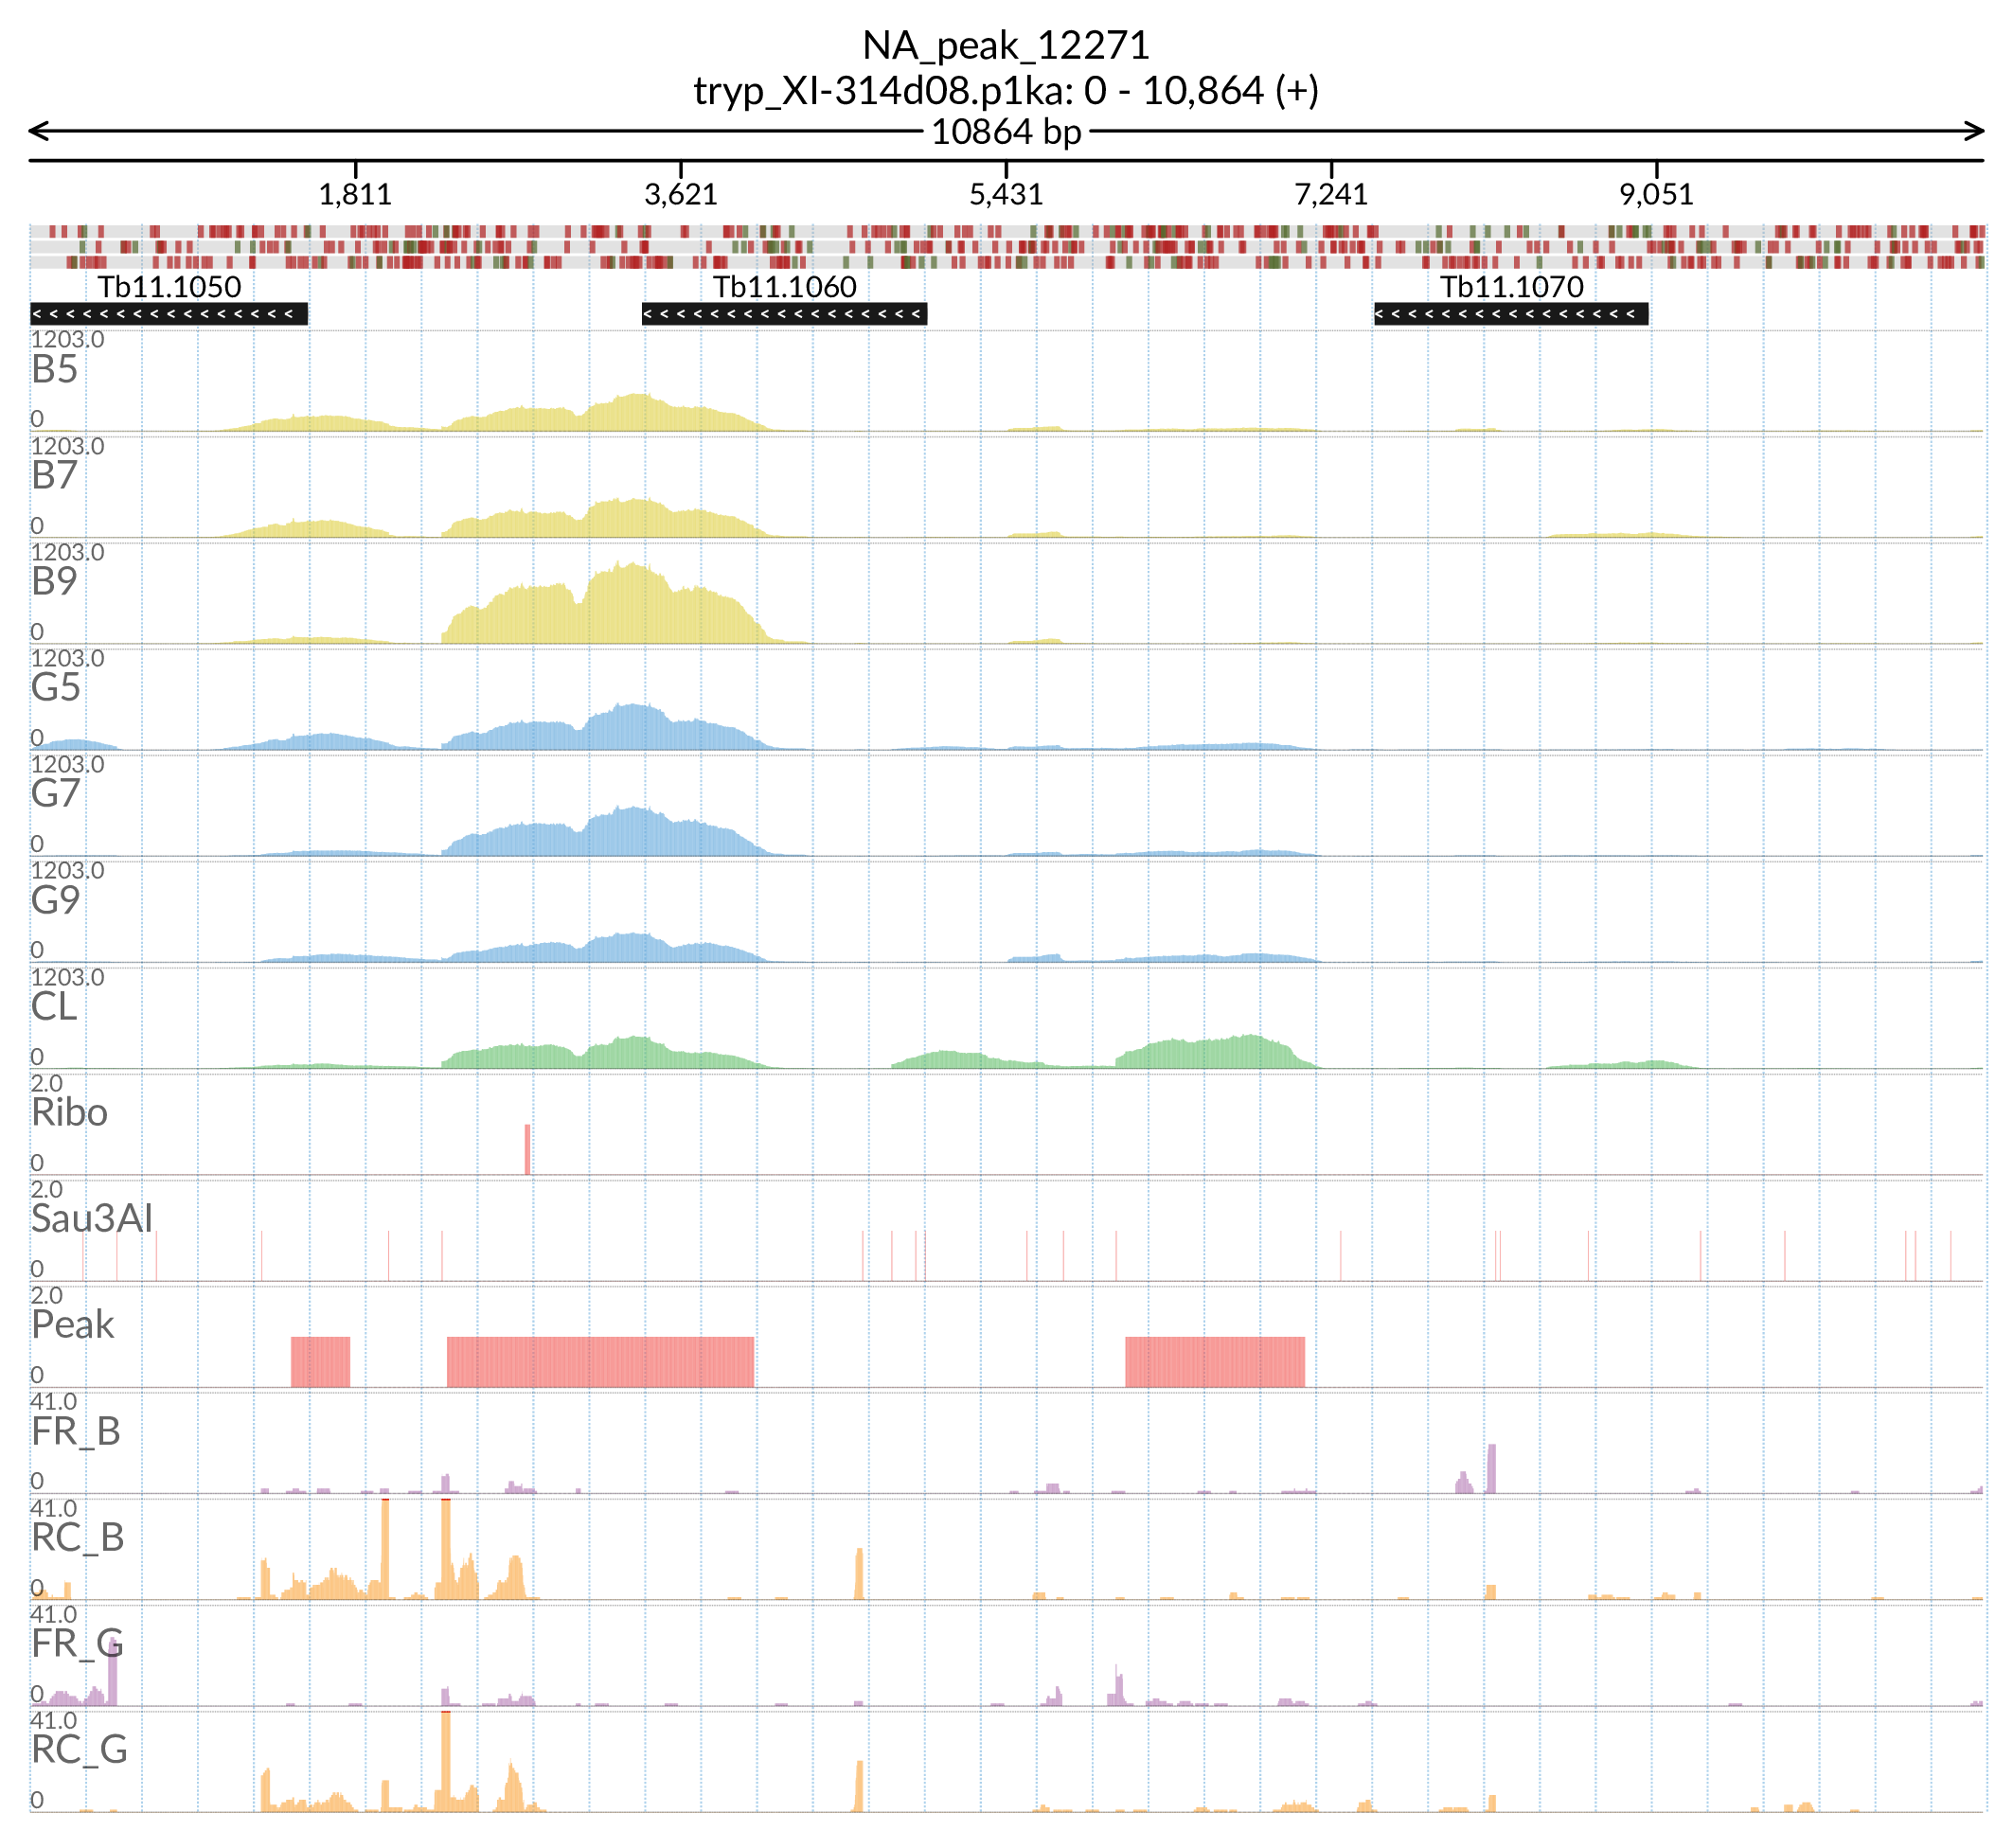 NA_peak_12271
tryp_XI-314d08.p1ka: 0 - 10,864 (+)
10864 bp
1,811 3,621 5,431 7,241 9,051
Tb11.1050 Tb11.1060 Tb11.1070
1203.0
B5
0
1203.0
B7
0
1203.0
B9
0
1203.0
G5
0
1203.0
G7
0
1203.0
G9
0
1203.0
CL
0
2.0
Ribo
0
2.0
Sau3AI
0
2.0
Peak
0
41.0
FR_B
0
41.0
RC_B
0
41.0
FR_G
0
41.0
RC_G
0